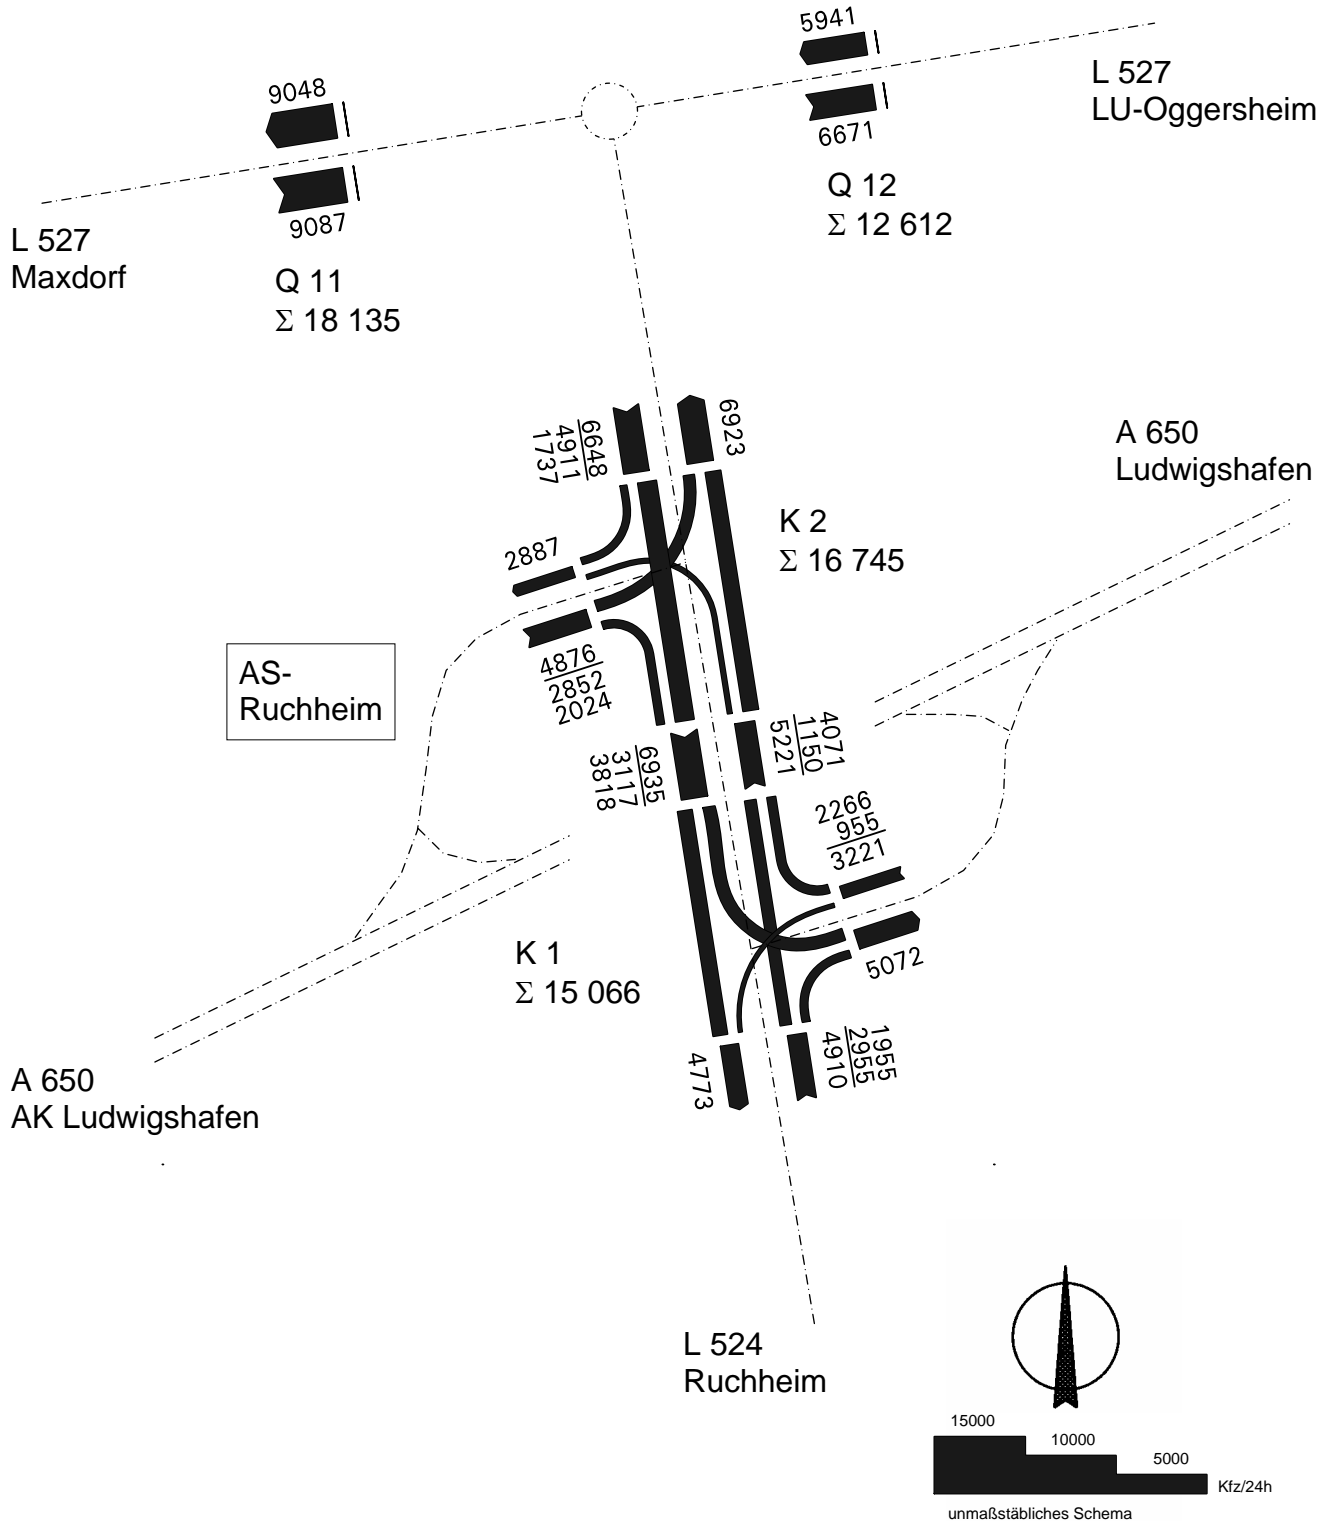 5941
L 527
LU-Oggersheim
9048
6671
Q 12
Σ 12 612
9087
L 527
Maxdorf
Q 11
Σ 18 135
6923
6648
4911
1737
A 650
Ludwigshafen
K 2
Σ 16 745
2887
4876
2852
2024
AS-
Ruchheim
4071
1150
5221
6935
3117
3818
2266
955
3221
5072
K 1
Σ 15 066
4773
1955
2955
4910
A 650
AK Ludwigshafen
L 524
Ruchheim
15000
10000
5000
Kfz/24h
unmaßstäbliches Schema